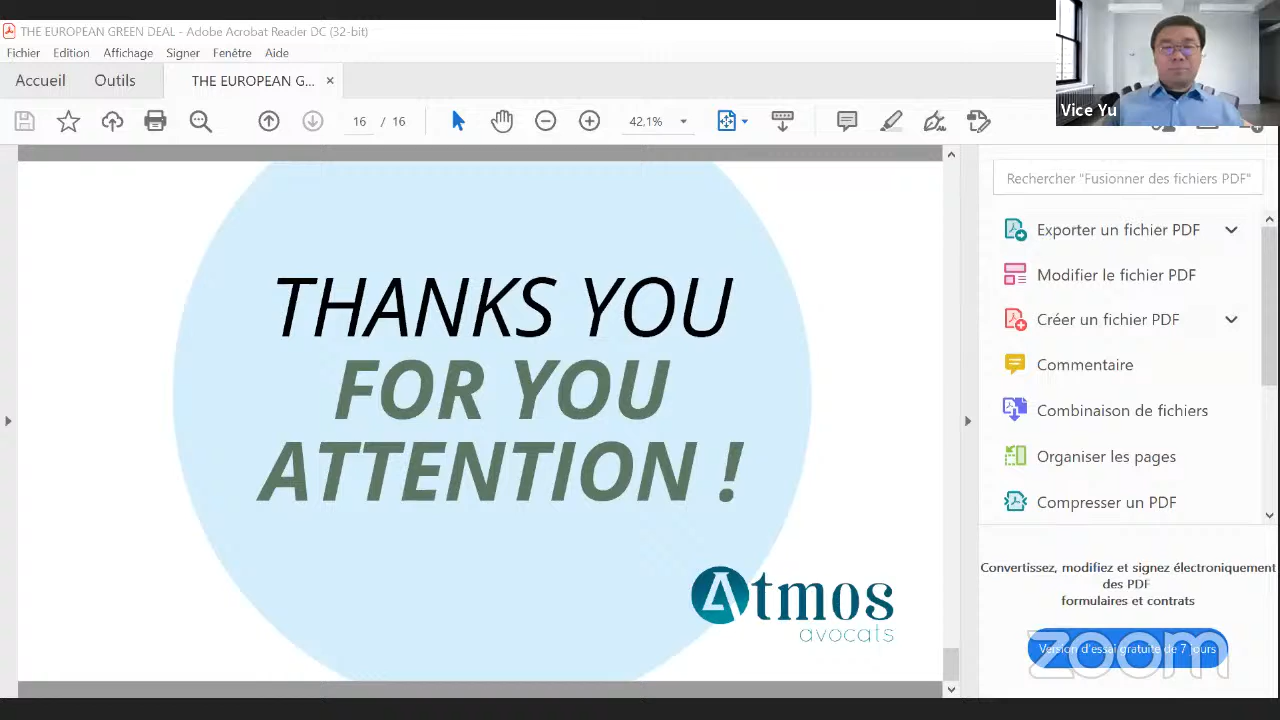 THE EUROPEAN GREEN DEAL - Adobe Acrobat Reader DC (32-bit)
Fichier Edition Affichage Signer Fenêtre Aide
Accueil Outils THE EUROPEAN G... ×
16 / 16 42.1%
Vice Yu
THANKS YOU
FOR YOU
ATTENTION !
Atmos
avocats
Rechercher "Fusionner des fichiers PDF"
Exporter un fichier PDF
Modifier le fichier PDF
Créer un fichier PDF
Commentaire
Combinaison de fichiers
Organiser les pages
Compresser un PDF
Convertissez, modifiez et signez électroniquement
des PDF
formulaires et contrats
Version d'essai gratuite de 7 jours
zoom